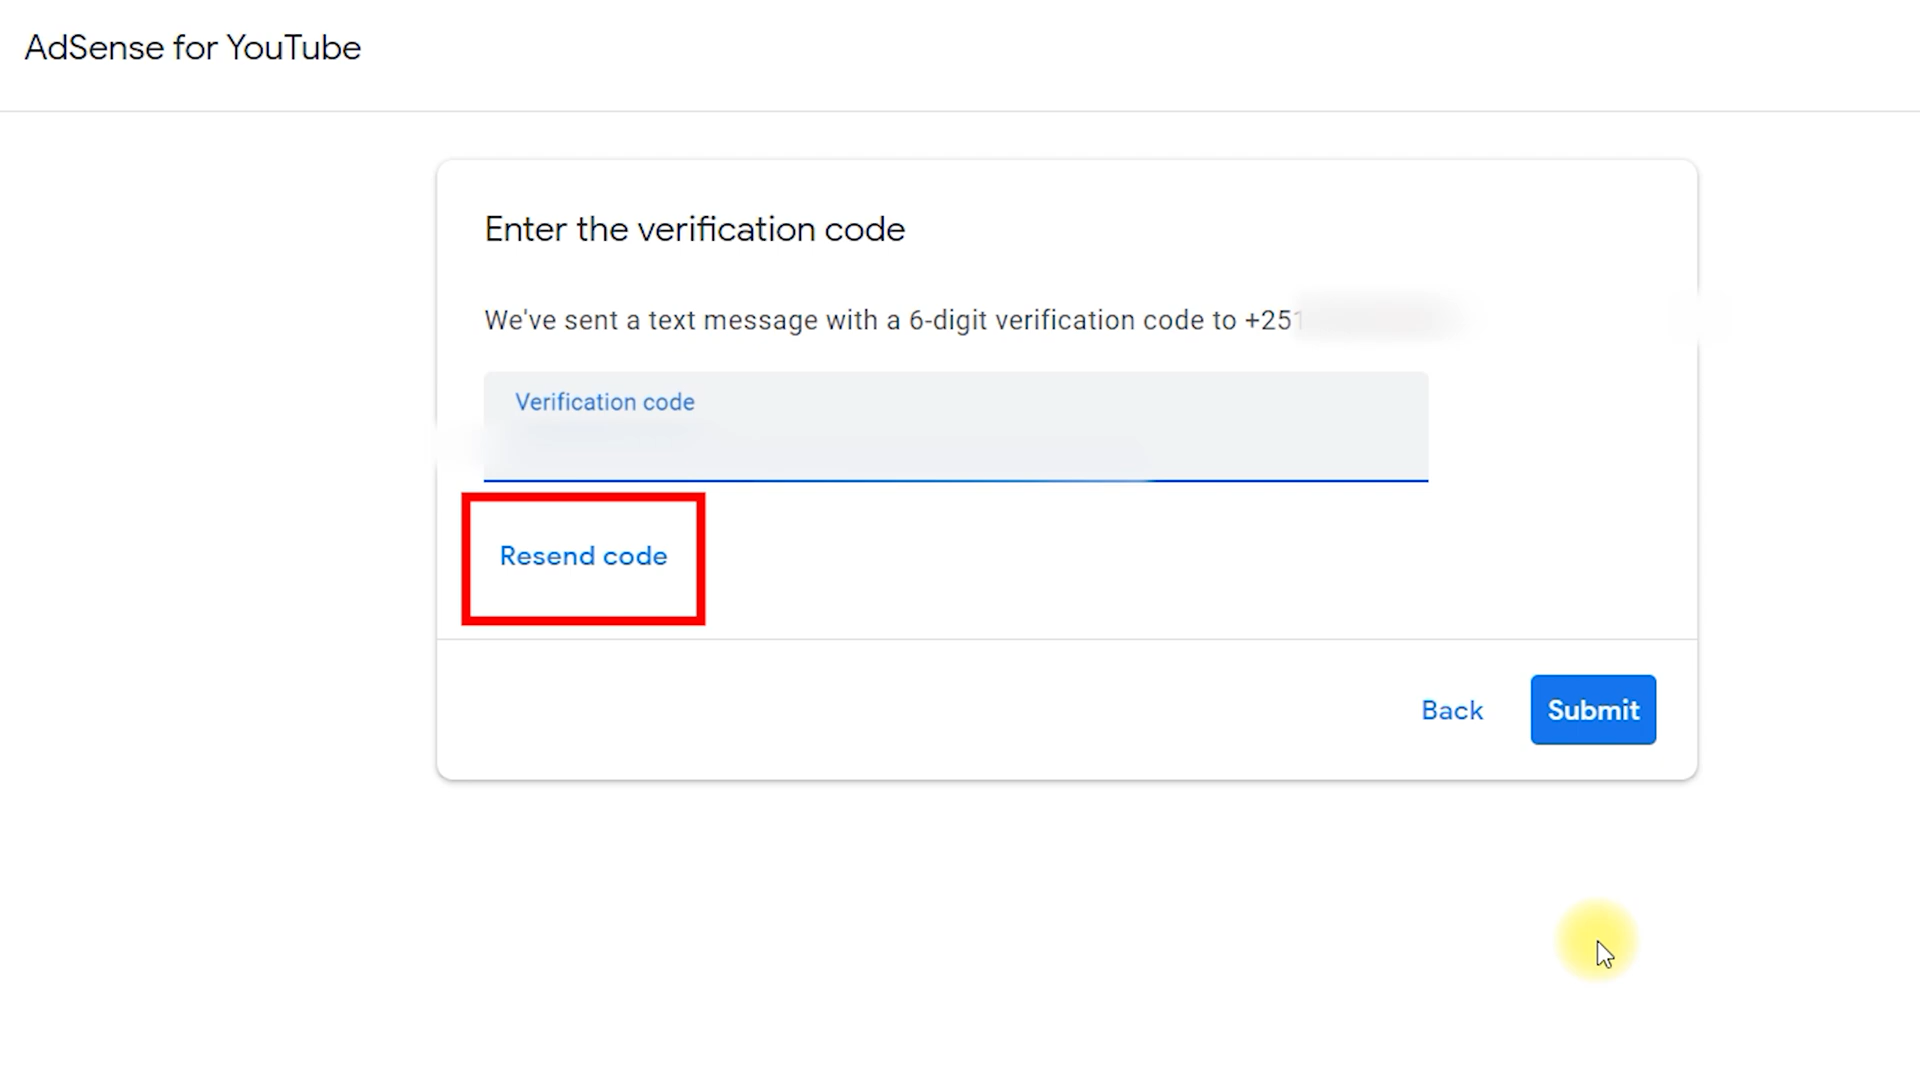 AdSense for YouTube
Enter the verification code
We've sent a text message with a 6-digit verification code to +251
Verification code
Resend code
Back
Submit